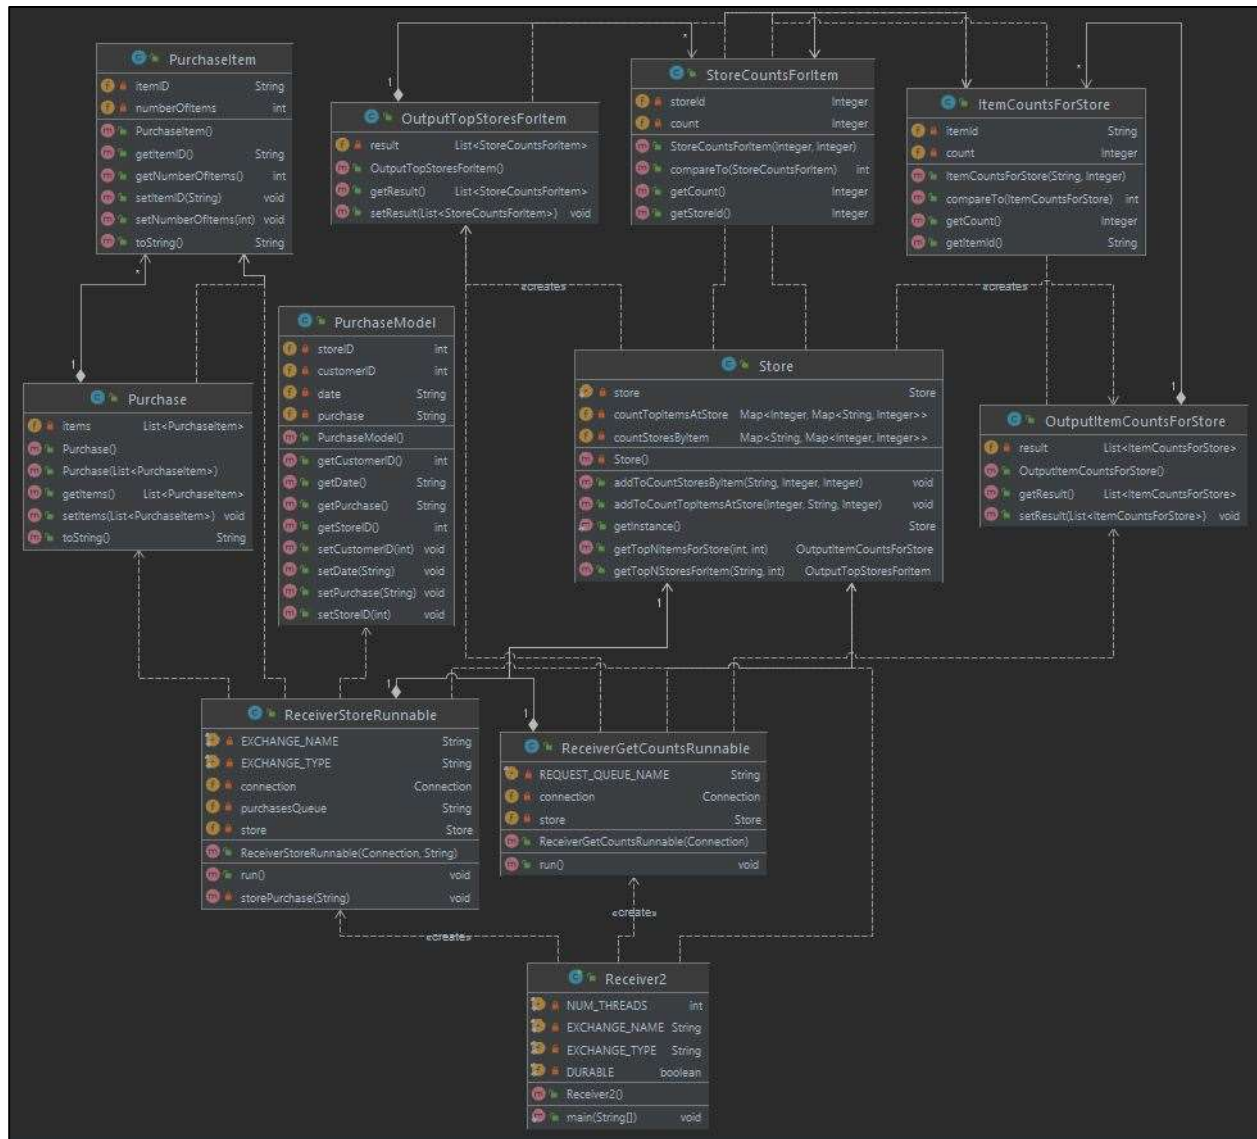 PurchaseItem
itemID String
numberOfItems int
PurchaseItem()
getItemID() String
getNumberOfItems() int
setItemID(String) void
setNumberOfItems(int) void
toString() String
*
1
OutputTopStoresForItem
result List<StoreCountsForItem>
OutputTopStoresForItem()
getResult() List<StoreCountsForItem>
setResult(List<StoreCountsForItem>) void
1
*
StoreCountsForItem
storeId Integer
count Integer
StoreCountsForItem(Integer, Integer)
compareTo(StoreCountsForItem) int
getCount() Integer
getStoreId() Integer
*
ItemCountsForStore
itemId String
count Integer
ItemCountsForStore(String, Integer)
compareTo(ItemCountsForStore) int
getCount() Integer
getItemId() String
«create»
«create»
PurchaseModel
storeID int
customerID int
date String
purchase String
PurchaseModel()
getCustomerID() int
getDate() String
getPurchase() String
getStoreID() int
setCustomerID(int) void
setDate(String) void
setPurchase(String) void
setStoreID(int) void
Purchase
items List<PurchaseItem>
Purchase()
Purchase(List<PurchaseItem>)
getItems() List<PurchaseItem>
setItems(List<PurchaseItem>) void
toString() String
Store
store Store
countTopItemsAtStore Map<Integer, Map<String, Integer>>
countStoresByItem Map<String, Map<Integer, Integer>>
Store()
addToCountStoresByItem(String, Integer, Integer) void
addToCountTopItemsAtStore(Integer, String, Integer) void
getInstance() Store
getTopNItemsForStore(int, int) OutputItemCountsForStore
getTopNStoresForItem(String, int) OutputTopStoresForItem
1
1
OutputItemCountsForStore
result List<ItemCountsForStore>
OutputItemCountsForStore()
getResult() List<ItemCountsForStore>
setResult(List<ItemCountsForStore>) void
1
ReceiverStoreRunnable
EXCHANGE_NAME String
EXCHANGE_TYPE String
connection Connection
purchasesQueue String
store Store
ReceiverStoreRunnable(Connection, String)
run() void
storePurchase(String) void
1
ReceiverGetCountsRunnable
REQUEST_QUEUE_NAME String
connection Connection
store Store
ReceiverGetCountsRunnable(Connection)
run() void
«create»
«create»
Receiver2
NUM_THREADS int
EXCHANGE_NAME String
EXCHANGE_TYPE String
DURABLE boolean
Receiver2()
main(String[]) void